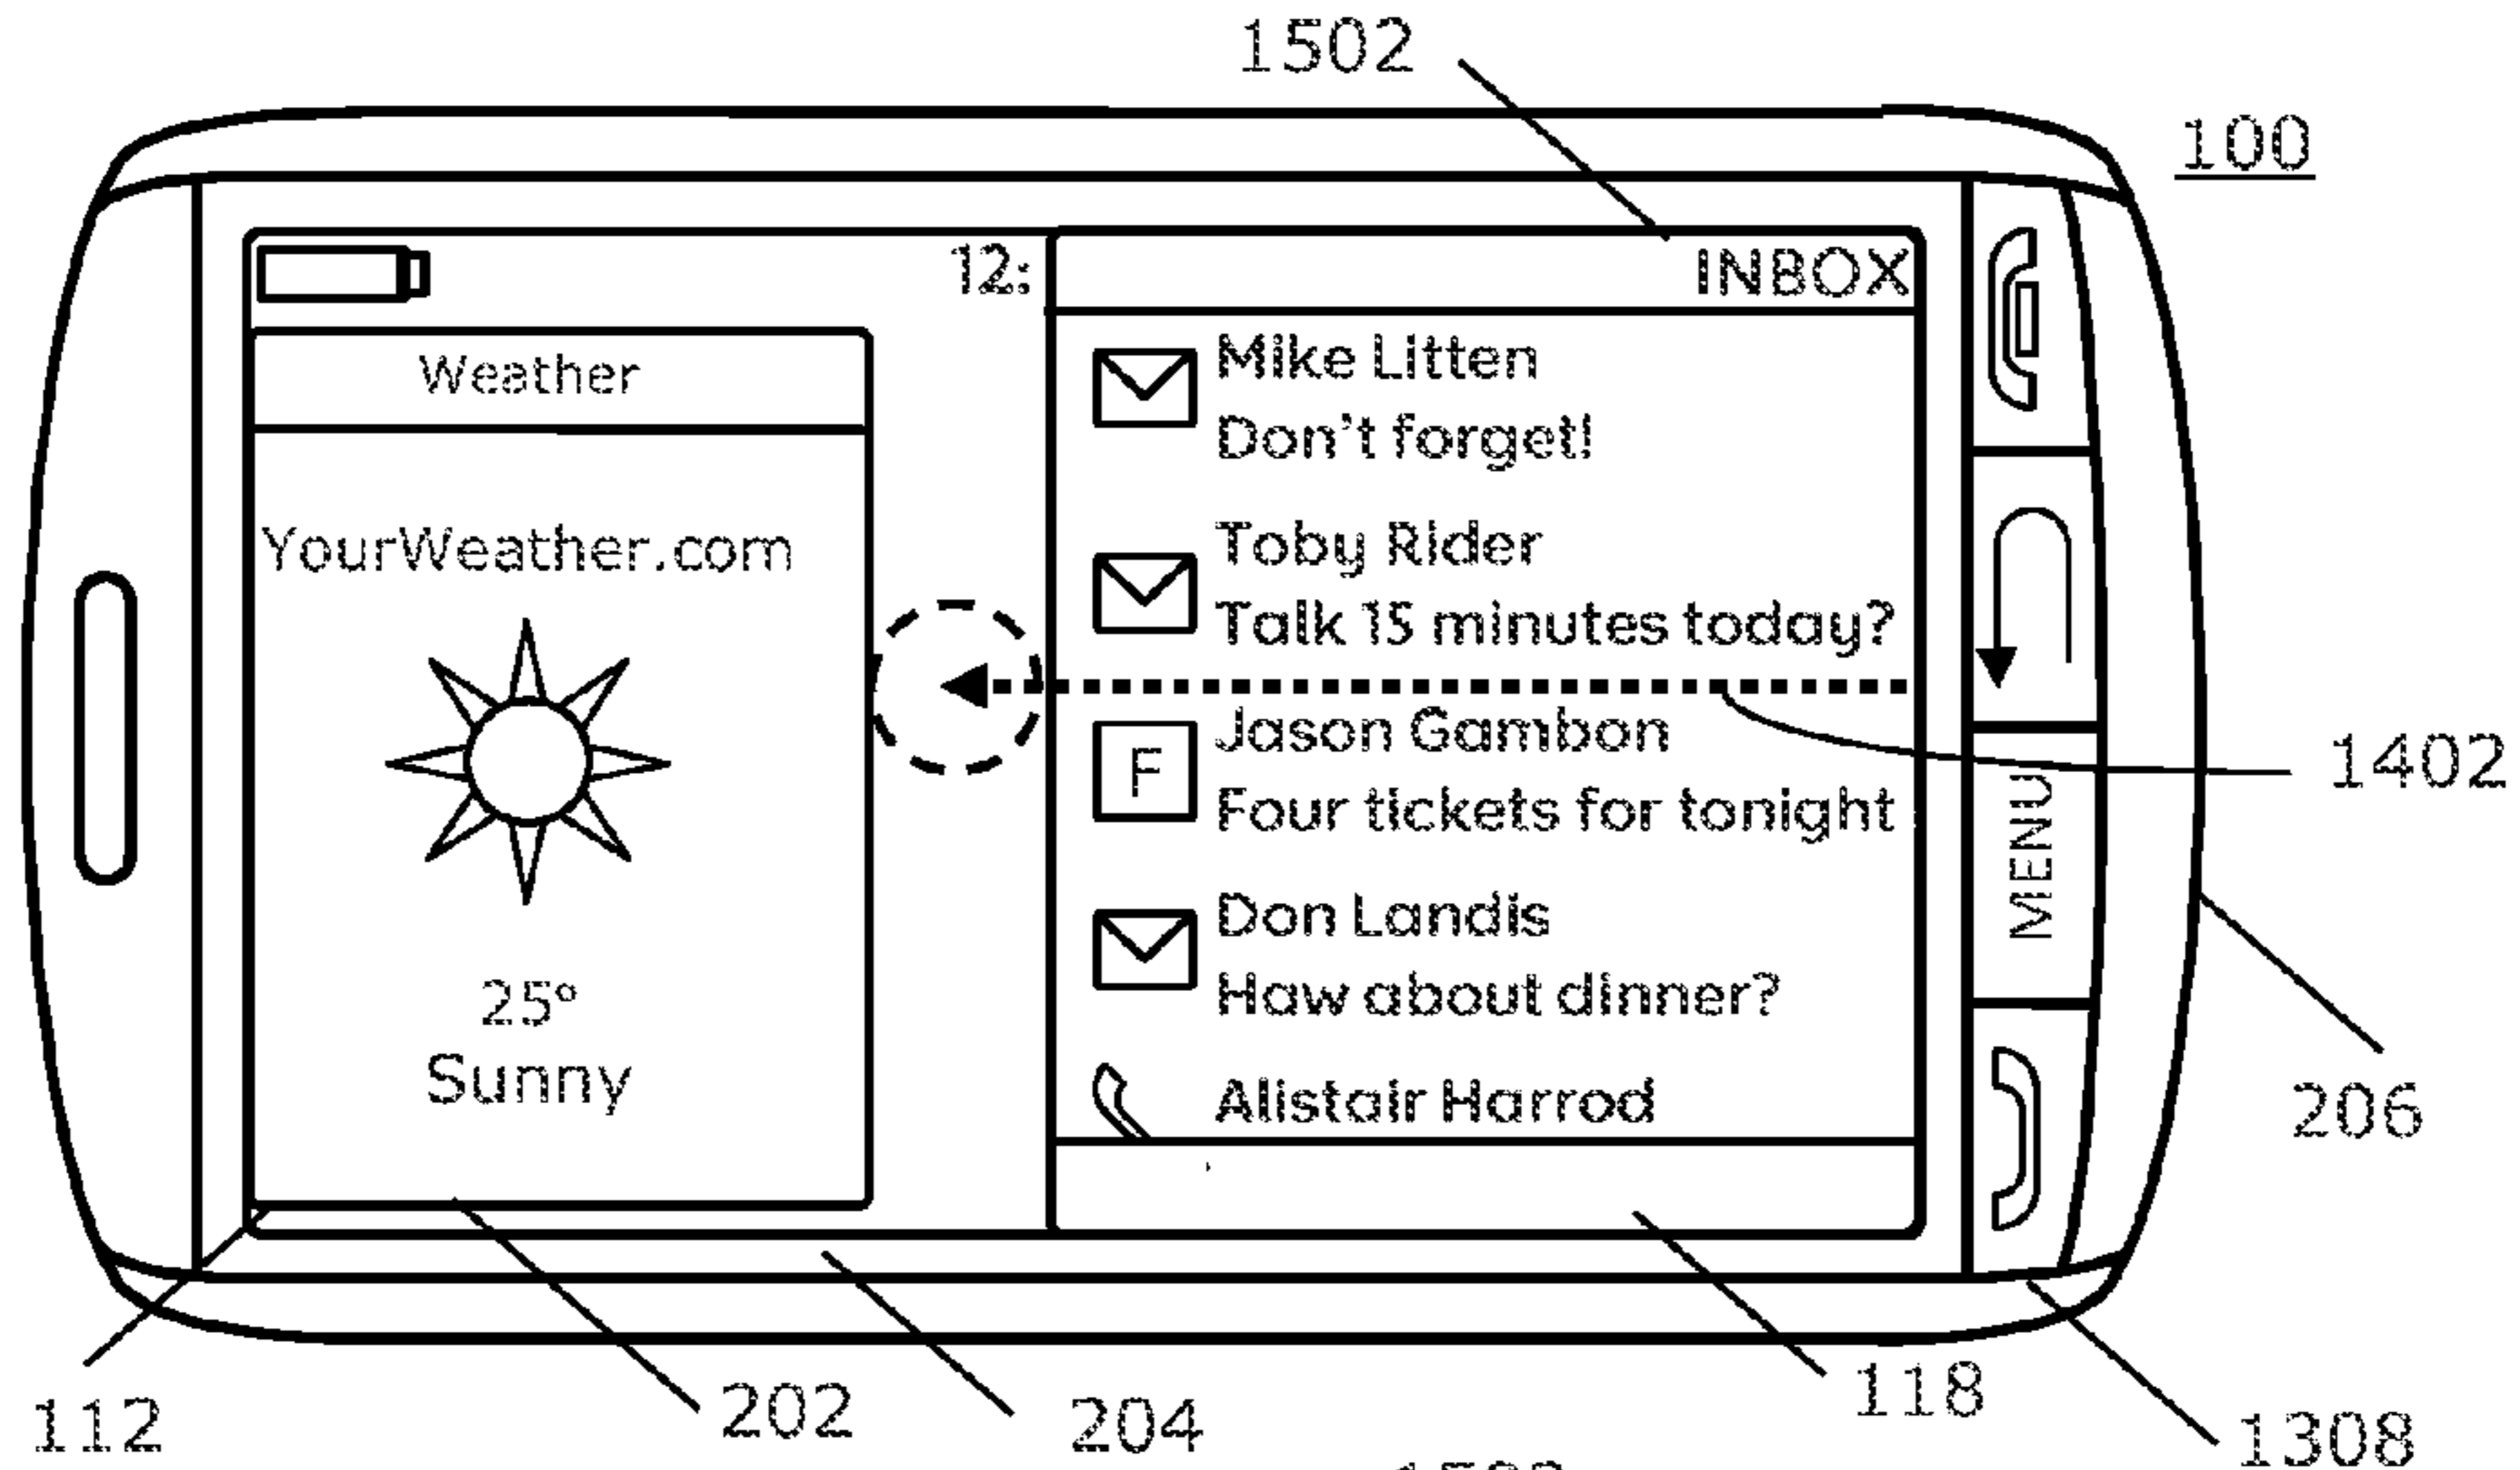 1502
100
12:
INBOX
Weather
Mike Litten
Don't forget!
YourWeather.com
Toby Rider
Talk 15 minutes today?
Jason Gambon
F
Four tickets for tonight
1402
MENU
Don Landis
Haw about dinner?
25°
Sunny
Alistair Harrod
206
112
202
204
118
1308